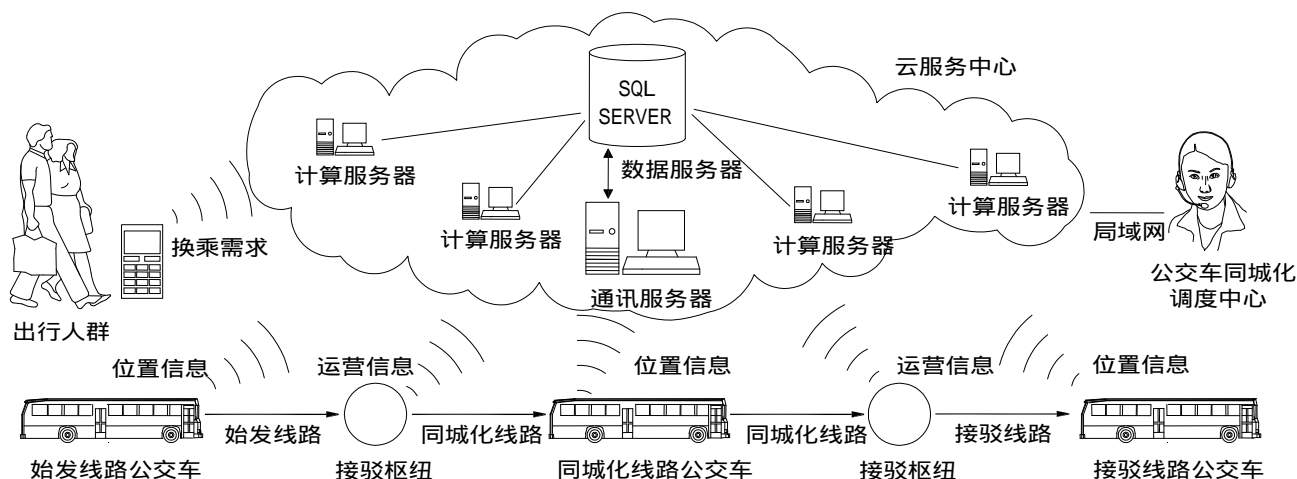 云服务中心
SQL
SERVER
计算服务器
数据服务器
计算服务器
计算服务器
计算服务器
局域网
换乘需求
通讯服务器
公交车同城化
调度中心
出行人群
位置信息
运营信息
位置信息
运营信息
位置信息
始发线路
同城化线路
同城化线路
接驳线路
始发线路公交车
接驳枢纽
同城化线路公交车
接驳枢纽
接驳线路公交车